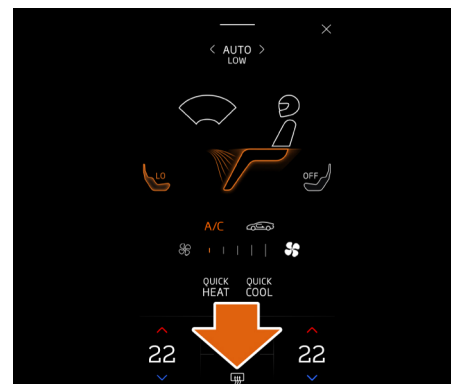 < AUTO >
LOW
LO
OFF
A/C
QUICK QUICK
HEAT COOL
22 22